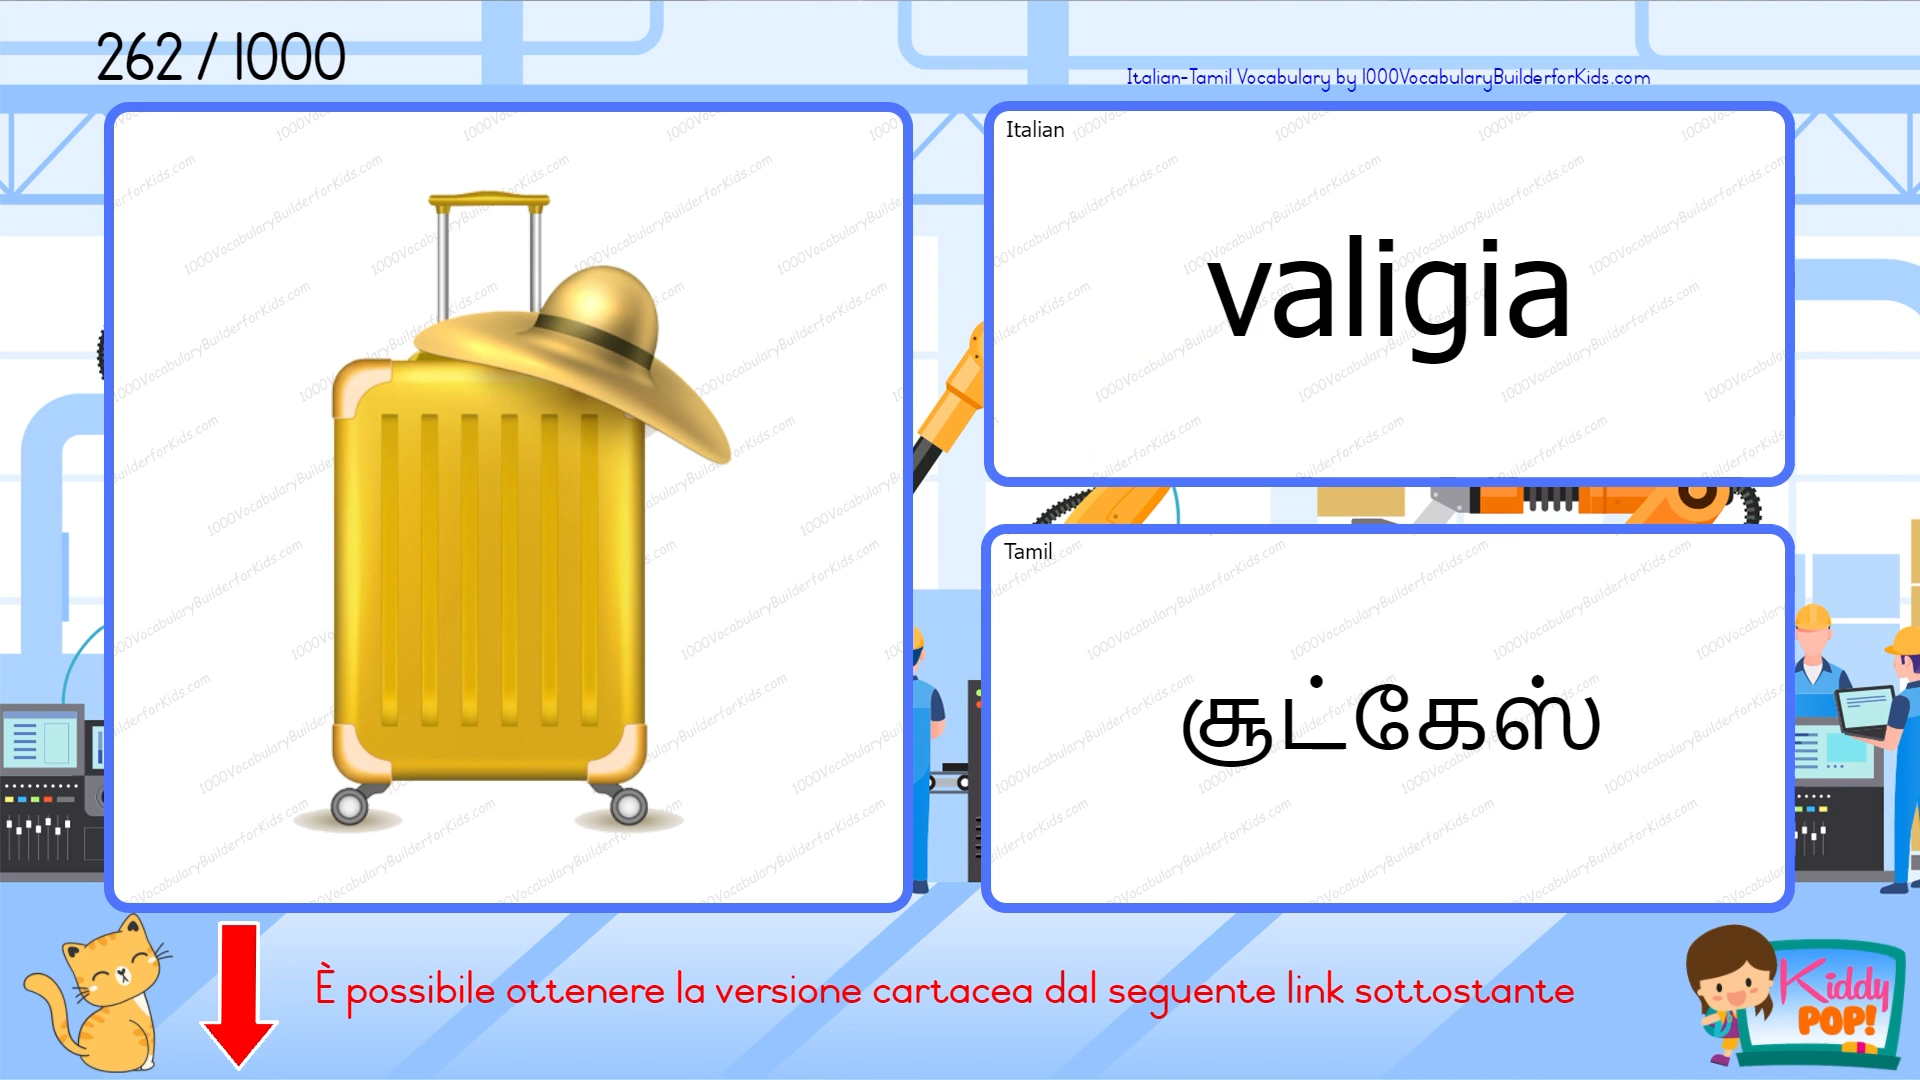 262 / 1000
Italian-Tamil Vocabulary by 1000VocabularyBuilderforKids.com
Italian
valigia
Tamil
சூட்கேஸ்
È possibile ottenere la versione cartacea dal seguente link sottostante
Kiddy
POP!